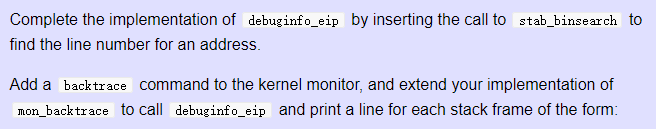 Complete the implementation of debuginfo_eip by inserting the call to stab_binsearch to
find the line number for an address.
Add a backtrace command to the kernel monitor, and extend your implementation of
mon_backtrace to call debuginfo_eip and print a line for each stack frame of the form: